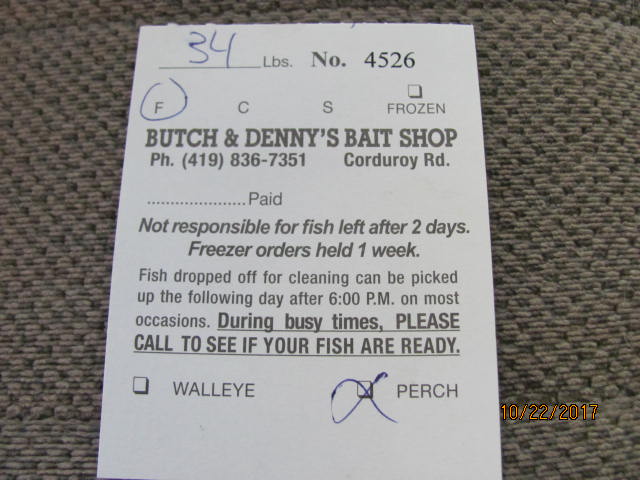 34 Lbs. No. 4526
F C S FROZEN
BUTCH & DENNY'S BAIT SHOP
Ph. (419) 836-7351 Corduroy Rd.
.....................Paid
Not responsible for fish left after 2 days.
Freezer orders held 1 week.
Fish dropped off for cleaning can be picked
up the following day after 6:00 P.M. on most
occasions. During busy times, PLEASE
CALL TO SEE IF YOUR FISH ARE READY.
WALLEYE PERCH
10/22/2017